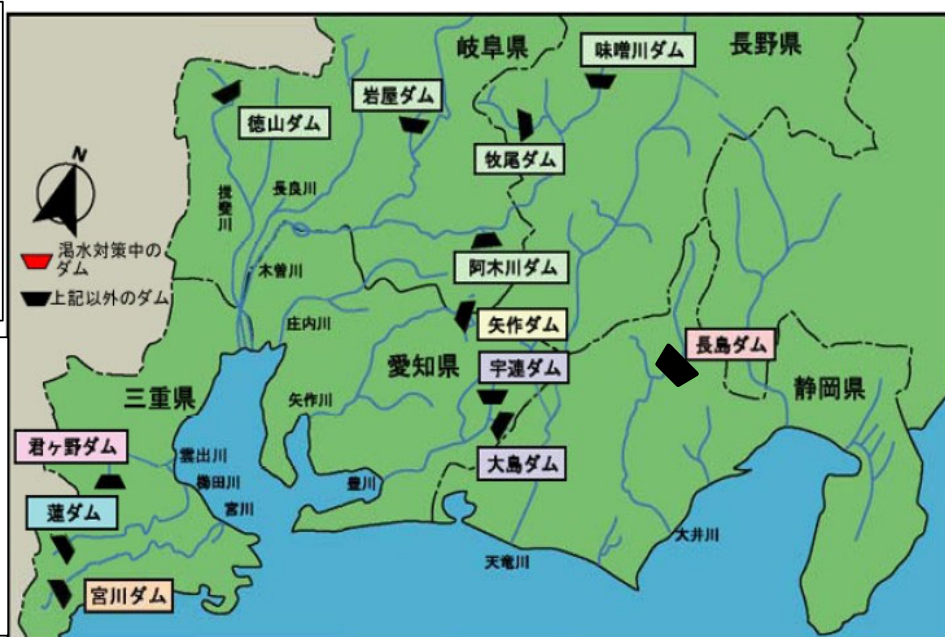 岐阜県
味噌川ダム
長野県
岩屋ダム
徳山ダム
牧尾ダム
N
揖斐川
長良川
渇水対策中の
ダム
上記以外のダム
木曽川
阿木川ダム
庄内川
矢作ダム
長島ダム
愛知県
宇連ダム
静岡県
三重県
矢作川
君ヶ野ダム
雲出川
大島ダム
櫛田川
豊川
宮川
蓮ダム
大井川
天竜川
宮川ダム